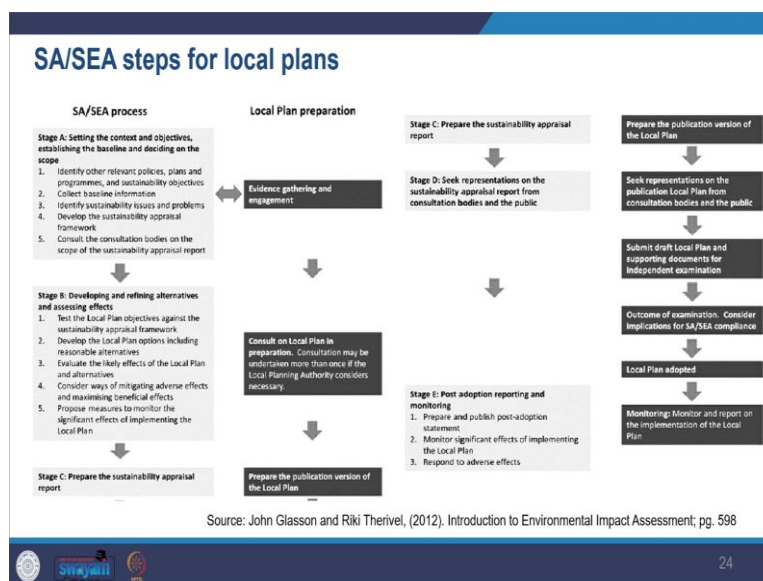 SA/SEA steps for local plans
SA/SEA process
Stage A: Setting the context and objectives,
establishing the baseline and deciding on the
scope
1. Identify other relevant policies, plans and
programmes, and sustainability objectives
2. Collect baseline information
3. Identify sustainability issues and problems
4. Develop the sustainability appraisal
framework
5. Consult the consultation bodies on the
scope of the sustainability appraisal report
Stage B: Developing and refining alternatives
and assessing effects
1. Test the Local Plan objectives against the
sustainability appraisal framework
2. Develop the Local Plan options including
reasonable alternatives
3. Evaluate the likely effects of the Local Plan
and alternatives
4. Consider ways of mitigating adverse effects
and maximising beneficial effects
5. Propose measures to monitor the
significant effects of implementing the
Local Plan
Stage C: Prepare the sustainability appraisal
report
Local Plan preparation
Evidence gathering and
engagement
Consult on Local Plan in
preparation. Consultation may be
undertaken more than once if the
Local Planning Authority considers
necessary.
Prepare the publication version of
the Local Plan
Stage C: Prepare the sustainability appraisal
report
Stage D: Seek representations on the
sustainability appraisal report from
consultation bodies and the public
Stage E: Post adoption reporting and
monitoring
1. Prepare and publish post-adoption
statement
2. Monitor significant effects of implementing
the Local Plan
3. Respond to adverse effects
Prepare the publication version of
the Local Plan
Seek representations on the
publication Local Plan from
consultation bodies and the public
Submit draft Local Plan and
supporting documents for
independent examination
Outcome of examination. Consider
implications for SA/SEA compliance
Local Plan adopted
Monitoring: Monitor and report on
the implementation of the Local
Plan
Source: John Glasson and Riki Therivel, (2012). Introduction to Environmental Impact Assessment; pg. 598
swayam
24